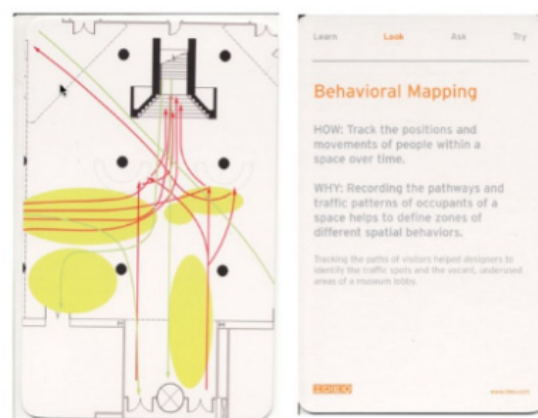 Learn Look Ask Try
Behavioral Mapping
HOW: Track the positions and
movements of people within a
space over time.
WHY: Recording the pathways and
traffic patterns of occupants of a
space helps to define zones of
different spatial behaviors.
Tracking the paths of visitors helped designers to
identify the traffic spots and the vacant, underused
areas of a museum lobby.
IDEO
www.ideo.com